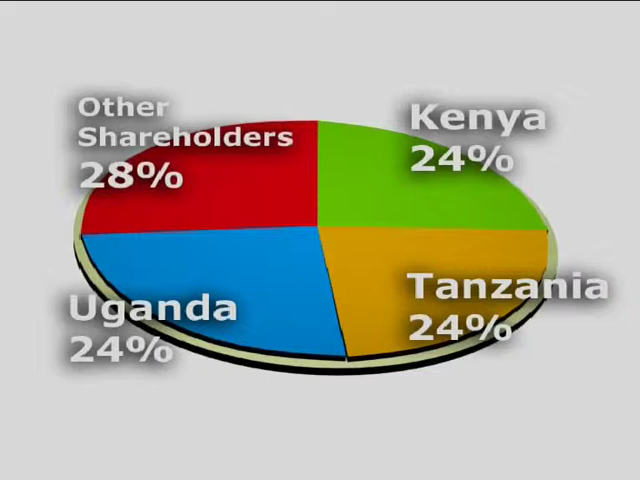 Other
Shareholders
28%
Kenya
24%
Uganda
24%
Tanzania
24%